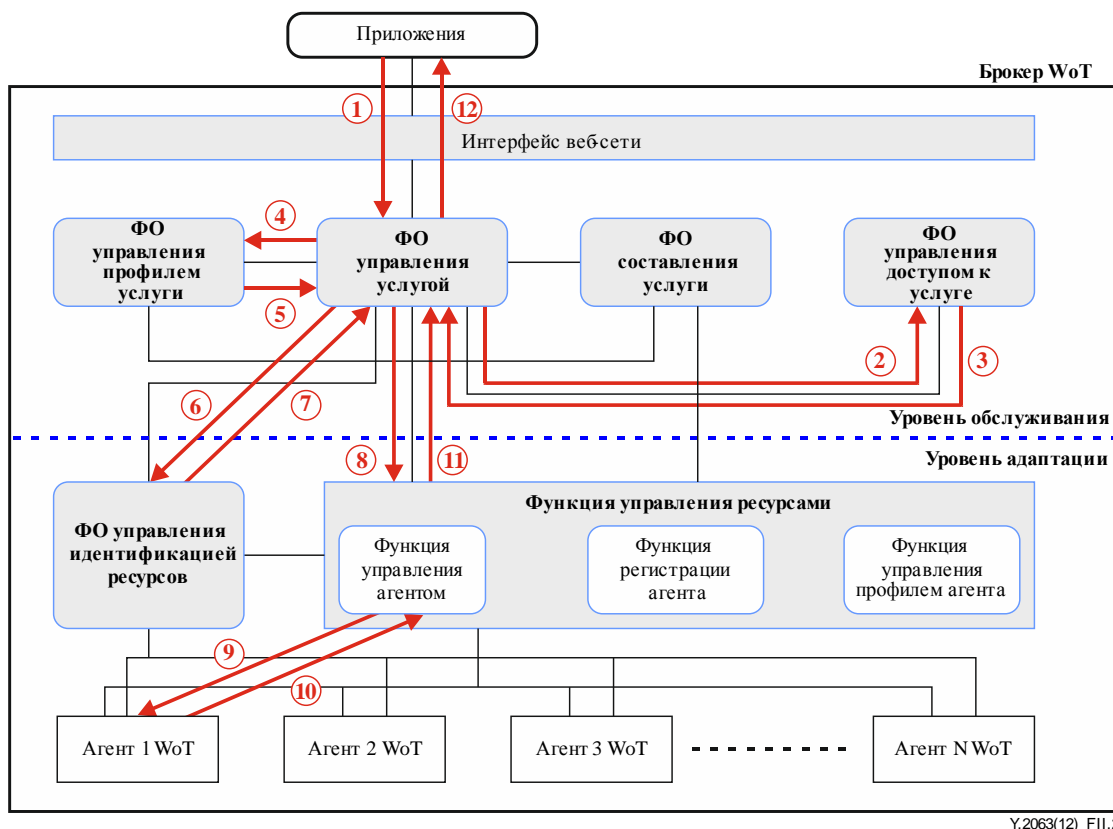 Приложения
Брокер WoT
1
12
Интерфейс веб-сети
ФО
управления
профилем
услуги
4
5
ФО
управления
услугой
ФО
составления
услуги
ФО
управления
доступом к
услуге
2
3
6
7
Уровень обслуживания
8
11
Уровень адаптации
ФО управления
идентификацией
ресурсов
Функция управления ресурсами
Функция
управления
агентом
Функция
регистрации
агента
Функция
управления
профилем агента
9
10
Агент 1 WoT
Агент 2 WoT
Агент 3 WoT
Агент N WoT
Y.2063(12)_FII.